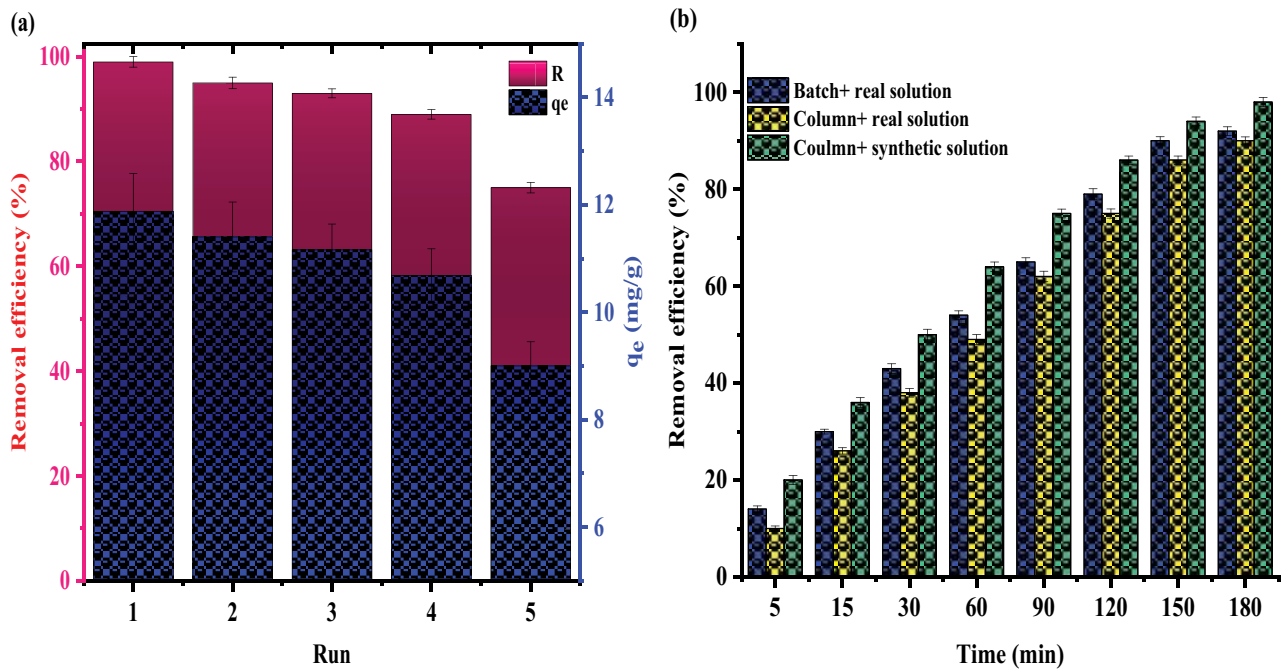 (a)
Removal efficiency (%)
100
80
60
40
20
0
R
qe
14
12
10
8
6
qe (mg/g)
1 2 3 4 5
Run
(b)
Removal efficiency (%)
100
80
60
40
20
0
Batch+ real solution
Column+ real solution
Coulmn+ synthetic solution
5 15 30 60 90 120 150 180
Time (min)